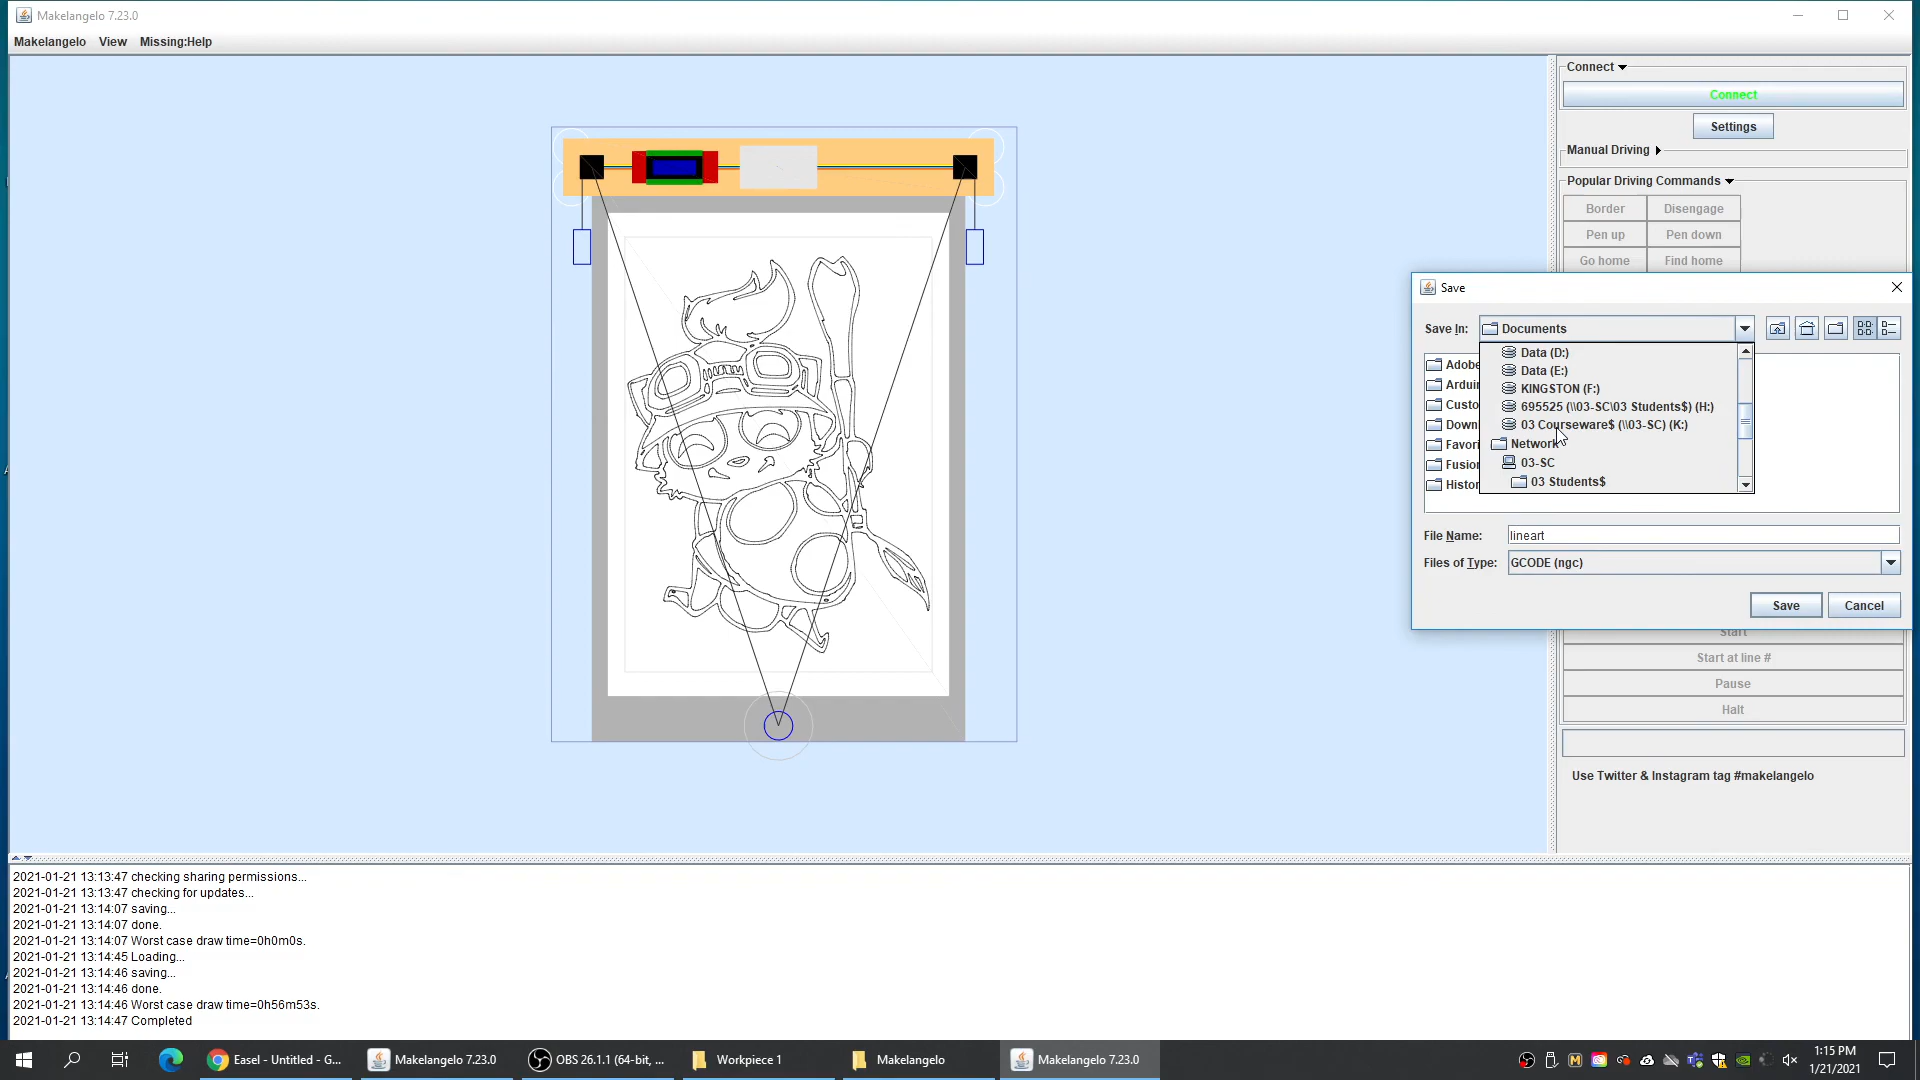 Makelangelo 7.23.0
Makelangelo View Missing:Help
Connect
Connect
Settings
Manual Driving
Popular Driving Commands
Border Disengage
Pen up Pen down
Go home Find home
Save
Save In: Documents
Data (D:)
Data (E:)
KINGSTON (F:)
695525 (\\03-SC\03 Students$) (H:)
03 Courseware$ (\\03-SC) (K:)
Network
03-SC
03 Students$
Adobe
Custo
Favori
Fusion
Histor
File Name: lineart
Files of Type: GCODE (ngc)
Save Cancel
Start
Start at line #
Pause
Halt
Use Twitter & Instagram tag #makelangelo
2021-01-21 13:13:47 checking sharing permissions...
2021-01-21 13:13:47 checking for updates...
2021-01-21 13:14:07 saving...
2021-01-21 13:14:07 done.
2021-01-21 13:14:07 Worst case draw time=0h0m0s.
2021-01-21 13:14:45 Loading...
2021-01-21 13:14:46 saving...
2021-01-21 13:14:46 done.
2021-01-21 13:14:46 Worst case draw time=0h56m53s.
2021-01-21 13:14:47 Completed
Easel - Untitled - G... Makelangelo 7.23.0 OBS 26.1.1 (64-bit, ... Workpiece 1 Makelangelo Makelangelo 7.23.0
1:15 PM
1/21/2021